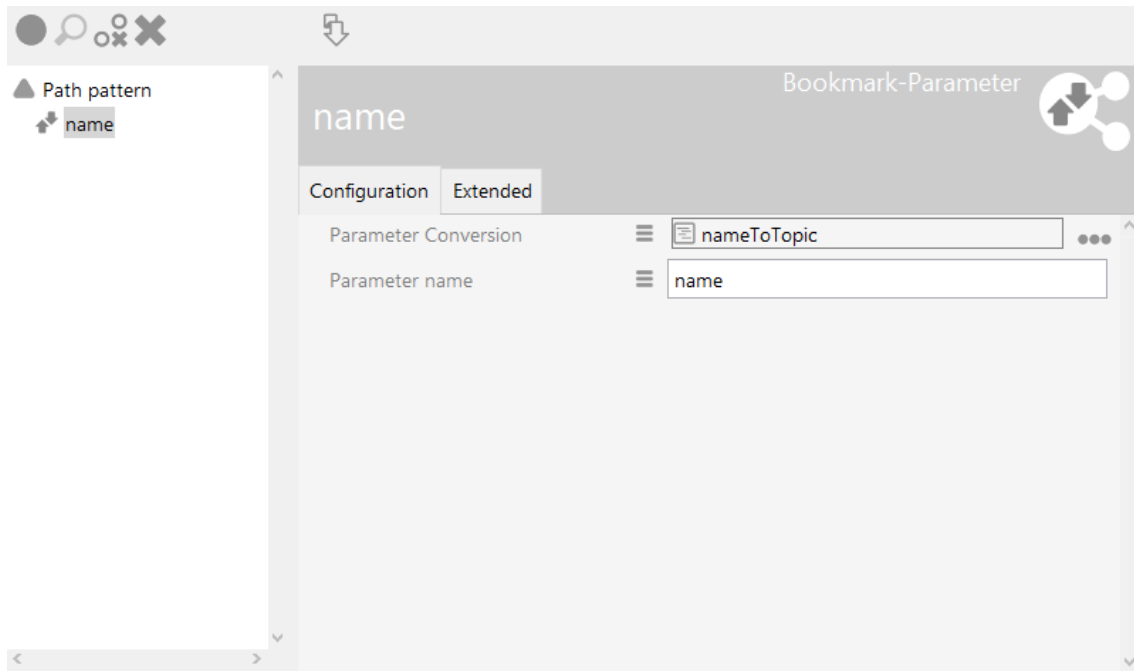 Path pattern
name
Bookmark-Parameter
name
Configuration Extended
Parameter Conversion nameToTopic
Parameter name name